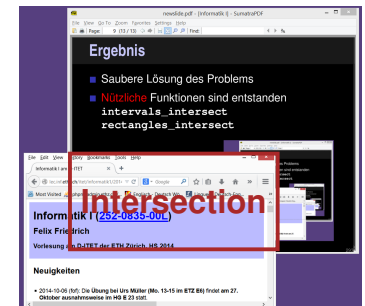 newslide.pdf - [Informatik I] - SumatraPDF
File View Go To Zoom Favorites Settings Help
Page: 9 (13 / 13) Find:
Ergebnis
Saubere Lösung des Problems
Nützliche Funktionen sind entstanden
intervals_intersect
rectangles_intersect
File Edit View History Bookmarks Tools Help
Informatik I am
Most Visited
Intersection
Informatik I (252-0835-00L)
Felix Friedrich
Vorlesung am D-ITET der ETH Zürich, HS 2014
Neuigkeiten
2014-10-06 (fof): Die Übung bei Urs Müller (Mo. 13-15 im ETZ E6) findet am 27.
Oktober ausnahmsweise im HG E 23 statt.